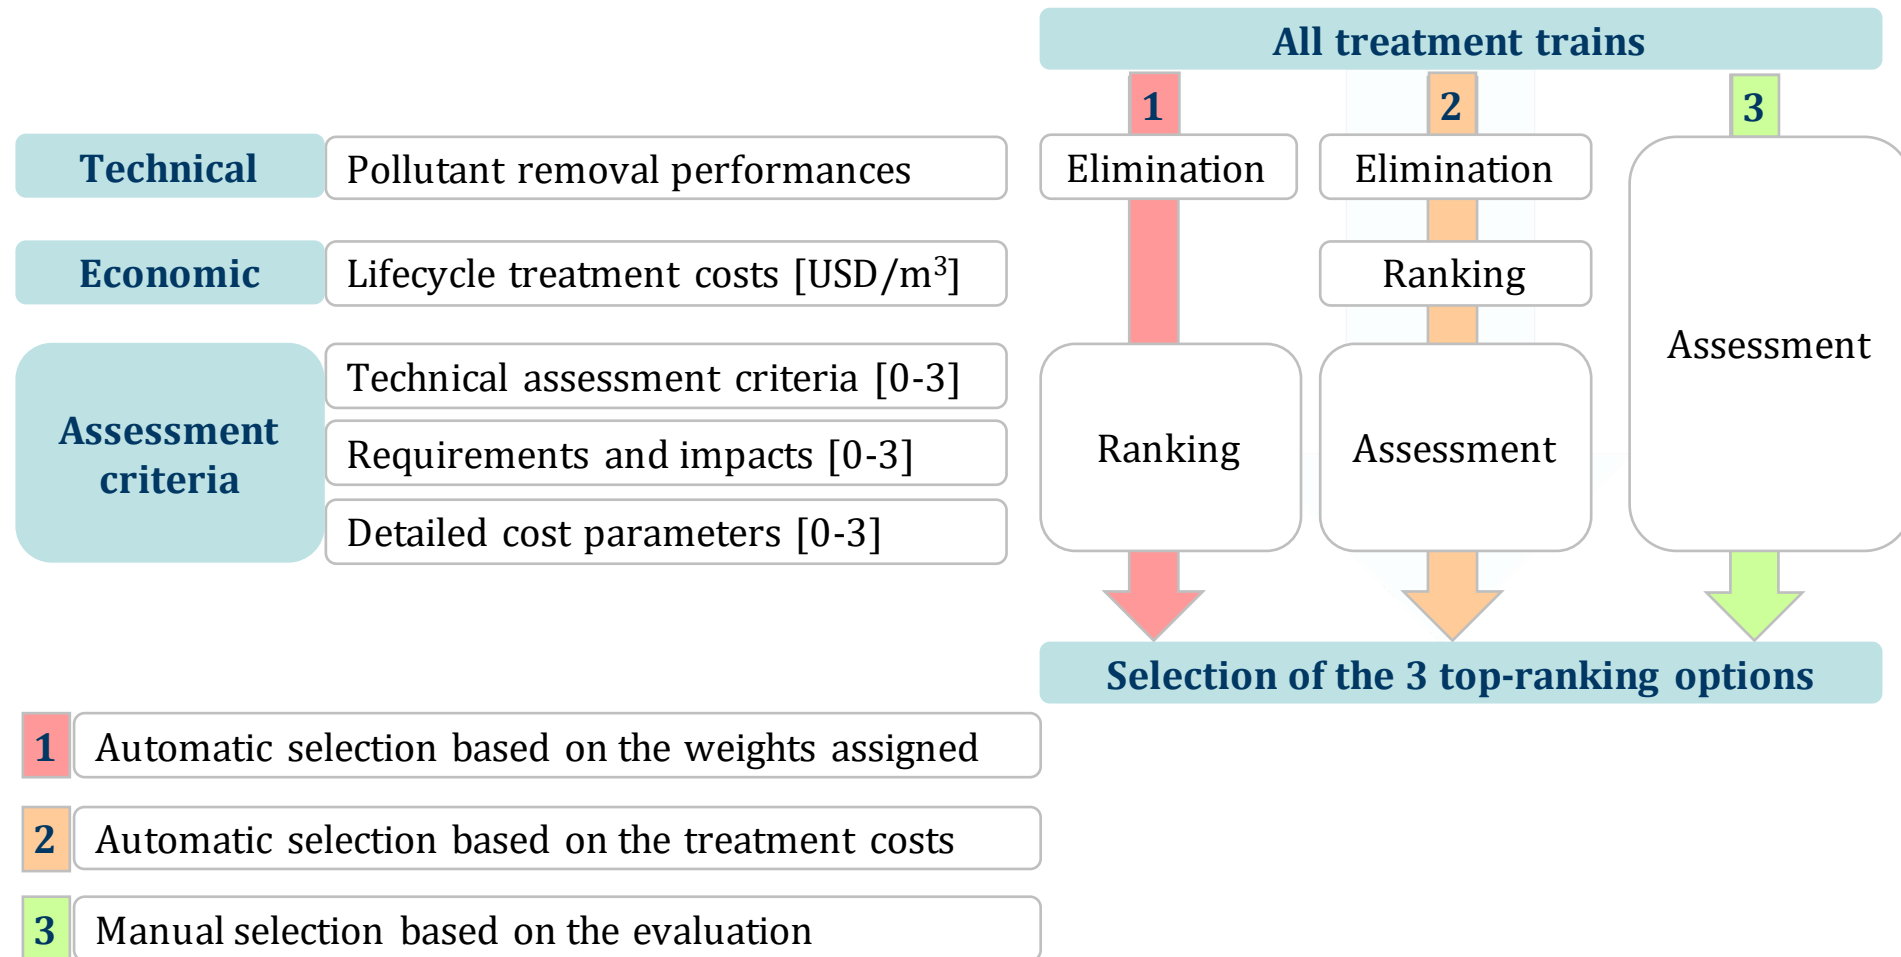 All treatment trains
1
2
3
Technical
Pollutant removal performances
Elimination
Elimination
Economic
Lifecycle treatment costs [USD/m³]
Ranking
Assessment
criteria
Technical assessment criteria [0-3]
Requirements and impacts [0-3]
Detailed cost parameters [0-3]
Ranking
Assessment
Assessment
Selection of the 3 top-ranking options
1 Automatic selection based on the weights assigned
2 Automatic selection based on the treatment costs
3 Manual selection based on the evaluation